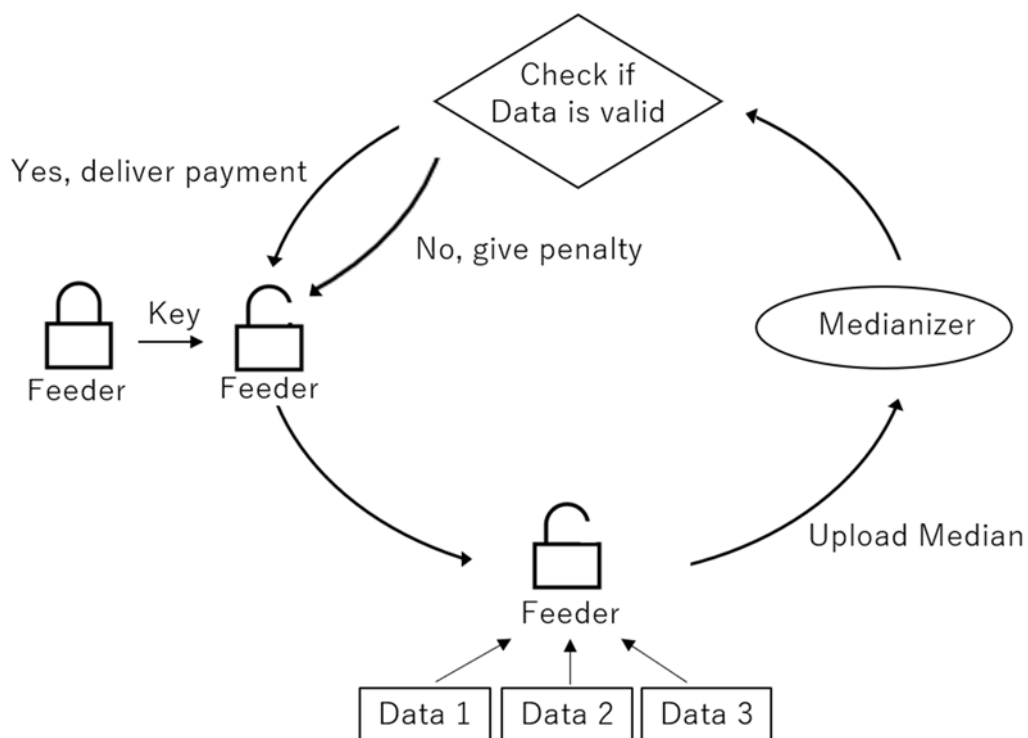 Check if
Data is valid
Yes, deliver payment
No, give penalty
Key
Feeder
Feeder
Medianizer
Upload Median
Feeder
Data 1
Data 2
Data 3